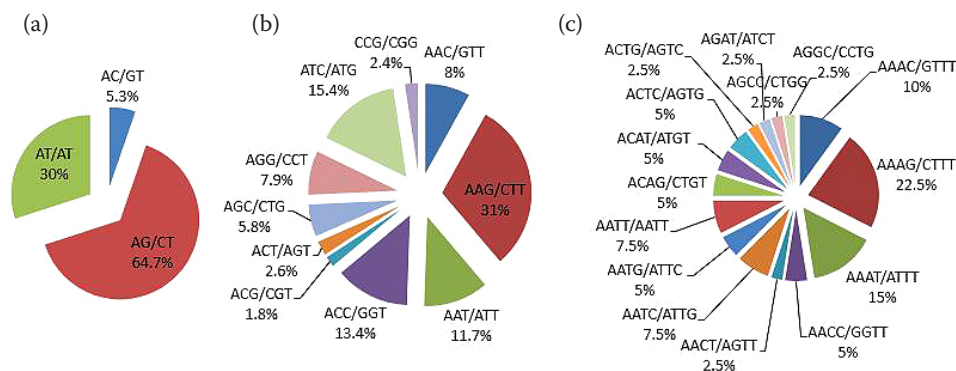 (a)
AC/GT
5.3%
AT/AT
30%
AG/CT
64.7%
(b)
CCG/CGG
2.4%
AAC/GTT
8%
ATC/ATG
15.4%
AGG/CCT
7.9%
AAG/CTT
31%
AGC/CTG
5.8%
ACT/AGT
2.6%
ACG/CGT
1.8%
ACC/GGT
13.4%
AAT/ATT
11.7%
(c)
ACTG/AGTC
2.5%
AGAT/ATCT
2.5%
AGGC/CCTG
2.5%
AGCC/CTGG
2.5%
AAAC/GTTT
10%
ACTC/AGTG
5%
ACAT/ATGT
5%
AAAG/CTTT
22.5%
ACAG/CTGT
5%
AATT/AATT
7.5%
AATG/ATTC
5%
AAAT/ATTT
15%
AATC/ATTG
7.5%
AACT/AGTT
2.5%
AACC/GGTT
5%